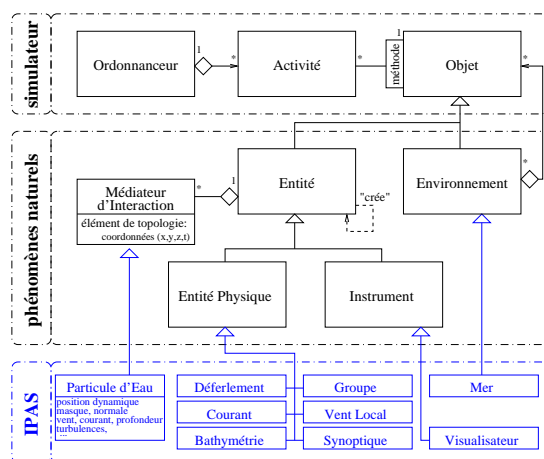 simulateur
Ordonnanceur
1
*
Activité
*
1
méthode
Objet
*
phénomènes naturels
Médiateur
d'Interaction
élément de topologie:
coordonnées (x,y,z,t)
*
1
Entité
"crée"
Environnement
*
Entité Physique
Instrument
IPAS
Particule d'Eau
position dynamique
masque, normale
vent, courant, profondeur
turbulences,
...
Déferlement
Groupe
Mer
Courant
Vent Local
Bathymétrie
Synoptique
Visualisateur